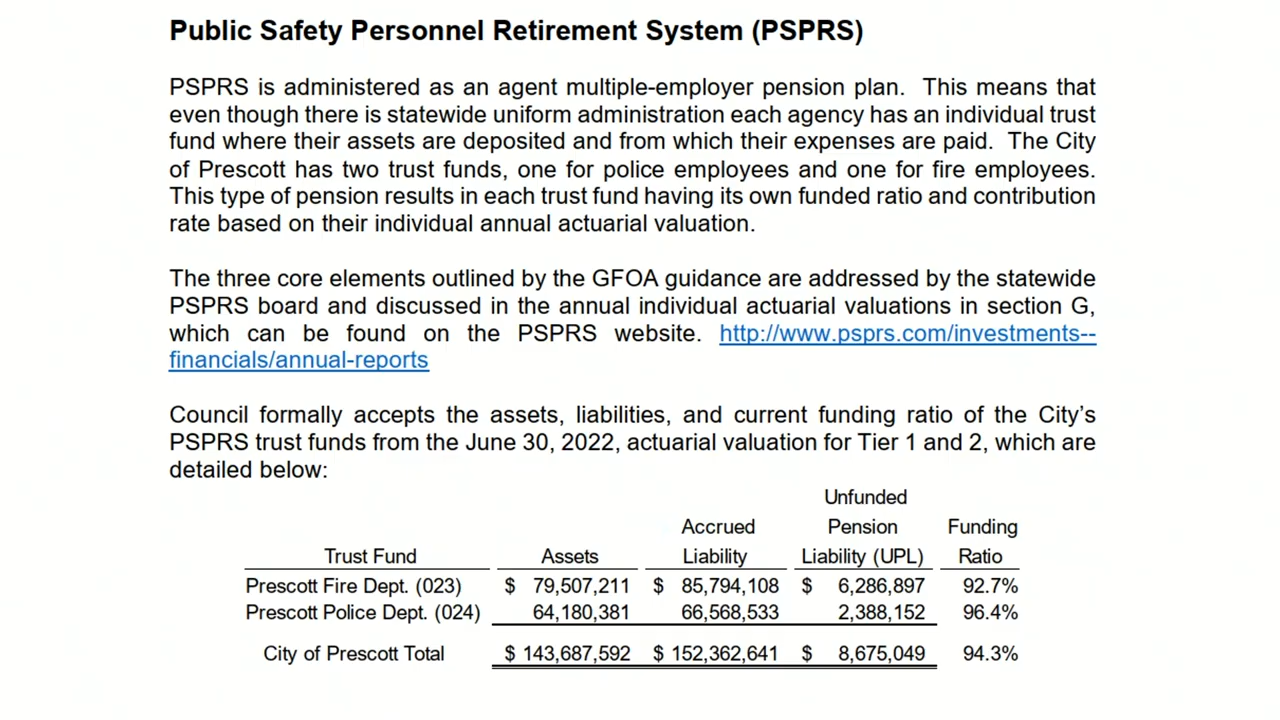 Public Safety Personnel Retirement System (PSPRS)
PSPRS is administered as an agent multiple-employer pension plan.  This means that
even though there is statewide uniform administration each agency has an individual trust
fund where their assets are deposited and from which their expenses are paid.  The City
of Prescott has two trust funds, one for police employees and one for fire employees.
This type of pension results in each trust fund having its own funded ratio and contribution
rate based on their individual annual actuarial valuation.
The three core elements outlined by the GFOA guidance are addressed by the statewide
PSPRS board and discussed in the annual individual actuarial valuations in section G,
which can be found on the PSPRS website. http://www.psprs.com/investments--
financials/annual-reports
Council formally accepts the assets, liabilities, and current funding ratio of the City’s
PSPRS trust funds from the June 30, 2022, actuarial valuation for Tier 1 and 2, which are
detailed below:
Unfunded
Accrued Pension Funding
Trust Fund Assets Liability Liability (UPL) Ratio
Prescott Fire Dept. (023) $ 79,507,211 $ 85,794,108 $ 6,286,897 92.7%
Prescott Police Dept. (024) 64,180,381 66,568,533 2,388,152 96.4%
City of Prescott Total $ 143,687,592 $ 152,362,641 $ 8,675,049 94.3%